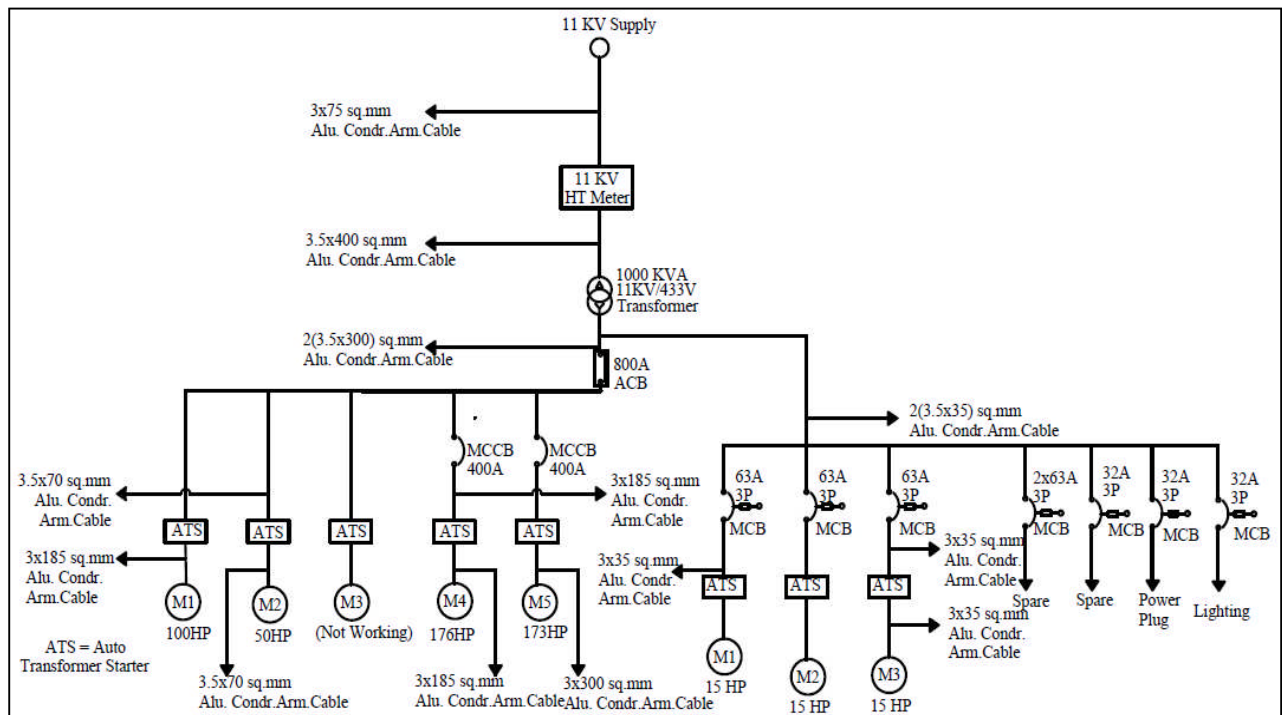 11 KV Supply
3x75 sq.mm
Alu. Condr.Arm.Cable
11 KV
HT Meter
3.5x400 sq.mm
Alu. Condr.Arm.Cable
1000 KVA
11KV/433V
Transformer
2(3.5x300) sq.mm
Alu. Condr.Arm.Cable
800A
ACB
2(3.5x35) sq.mm
Alu. Condr.Arm.Cable
MCCB
400A
MCCB
400A
3.5x70 sq.mm
Alu. Condr.
Arm.Cable
3x185 sq.mm
Alu. Condr.
Arm.Cable
ATS
ATS
ATS
ATS
ATS
3x185 sq.mm
Alu. Condr.
Arm.Cable
M1
100HP
M2
50HP
M3
(Not Working)
M4
176HP
M5
173HP
ATS = Auto
Transformer Starter
3.5x70 sq.mm
Alu. Condr.Arm.Cable
3x185 sq.mm
Alu. Condr.Arm.Cable
3x300 sq.mm
Alu. Condr.Arm.Cable
63A
3P
MCB
63A
3P
MCB
63A
3P
MCB
2x63A
3P
MCB
32A
3P
MCB
32A
3P
MCB
32A
3P
MCB
3x35 sq.mm
Alu. Condr.
Arm.Cable
3x35 sq.mm
Alu. Condr.
Arm.Cable
ATS
ATS
ATS
Spare
Spare
Power
Plug
Lighting
3x35 sq.mm
Alu. Condr.
Arm.Cable
M1
15 HP
M2
15 HP
M3
15 HP